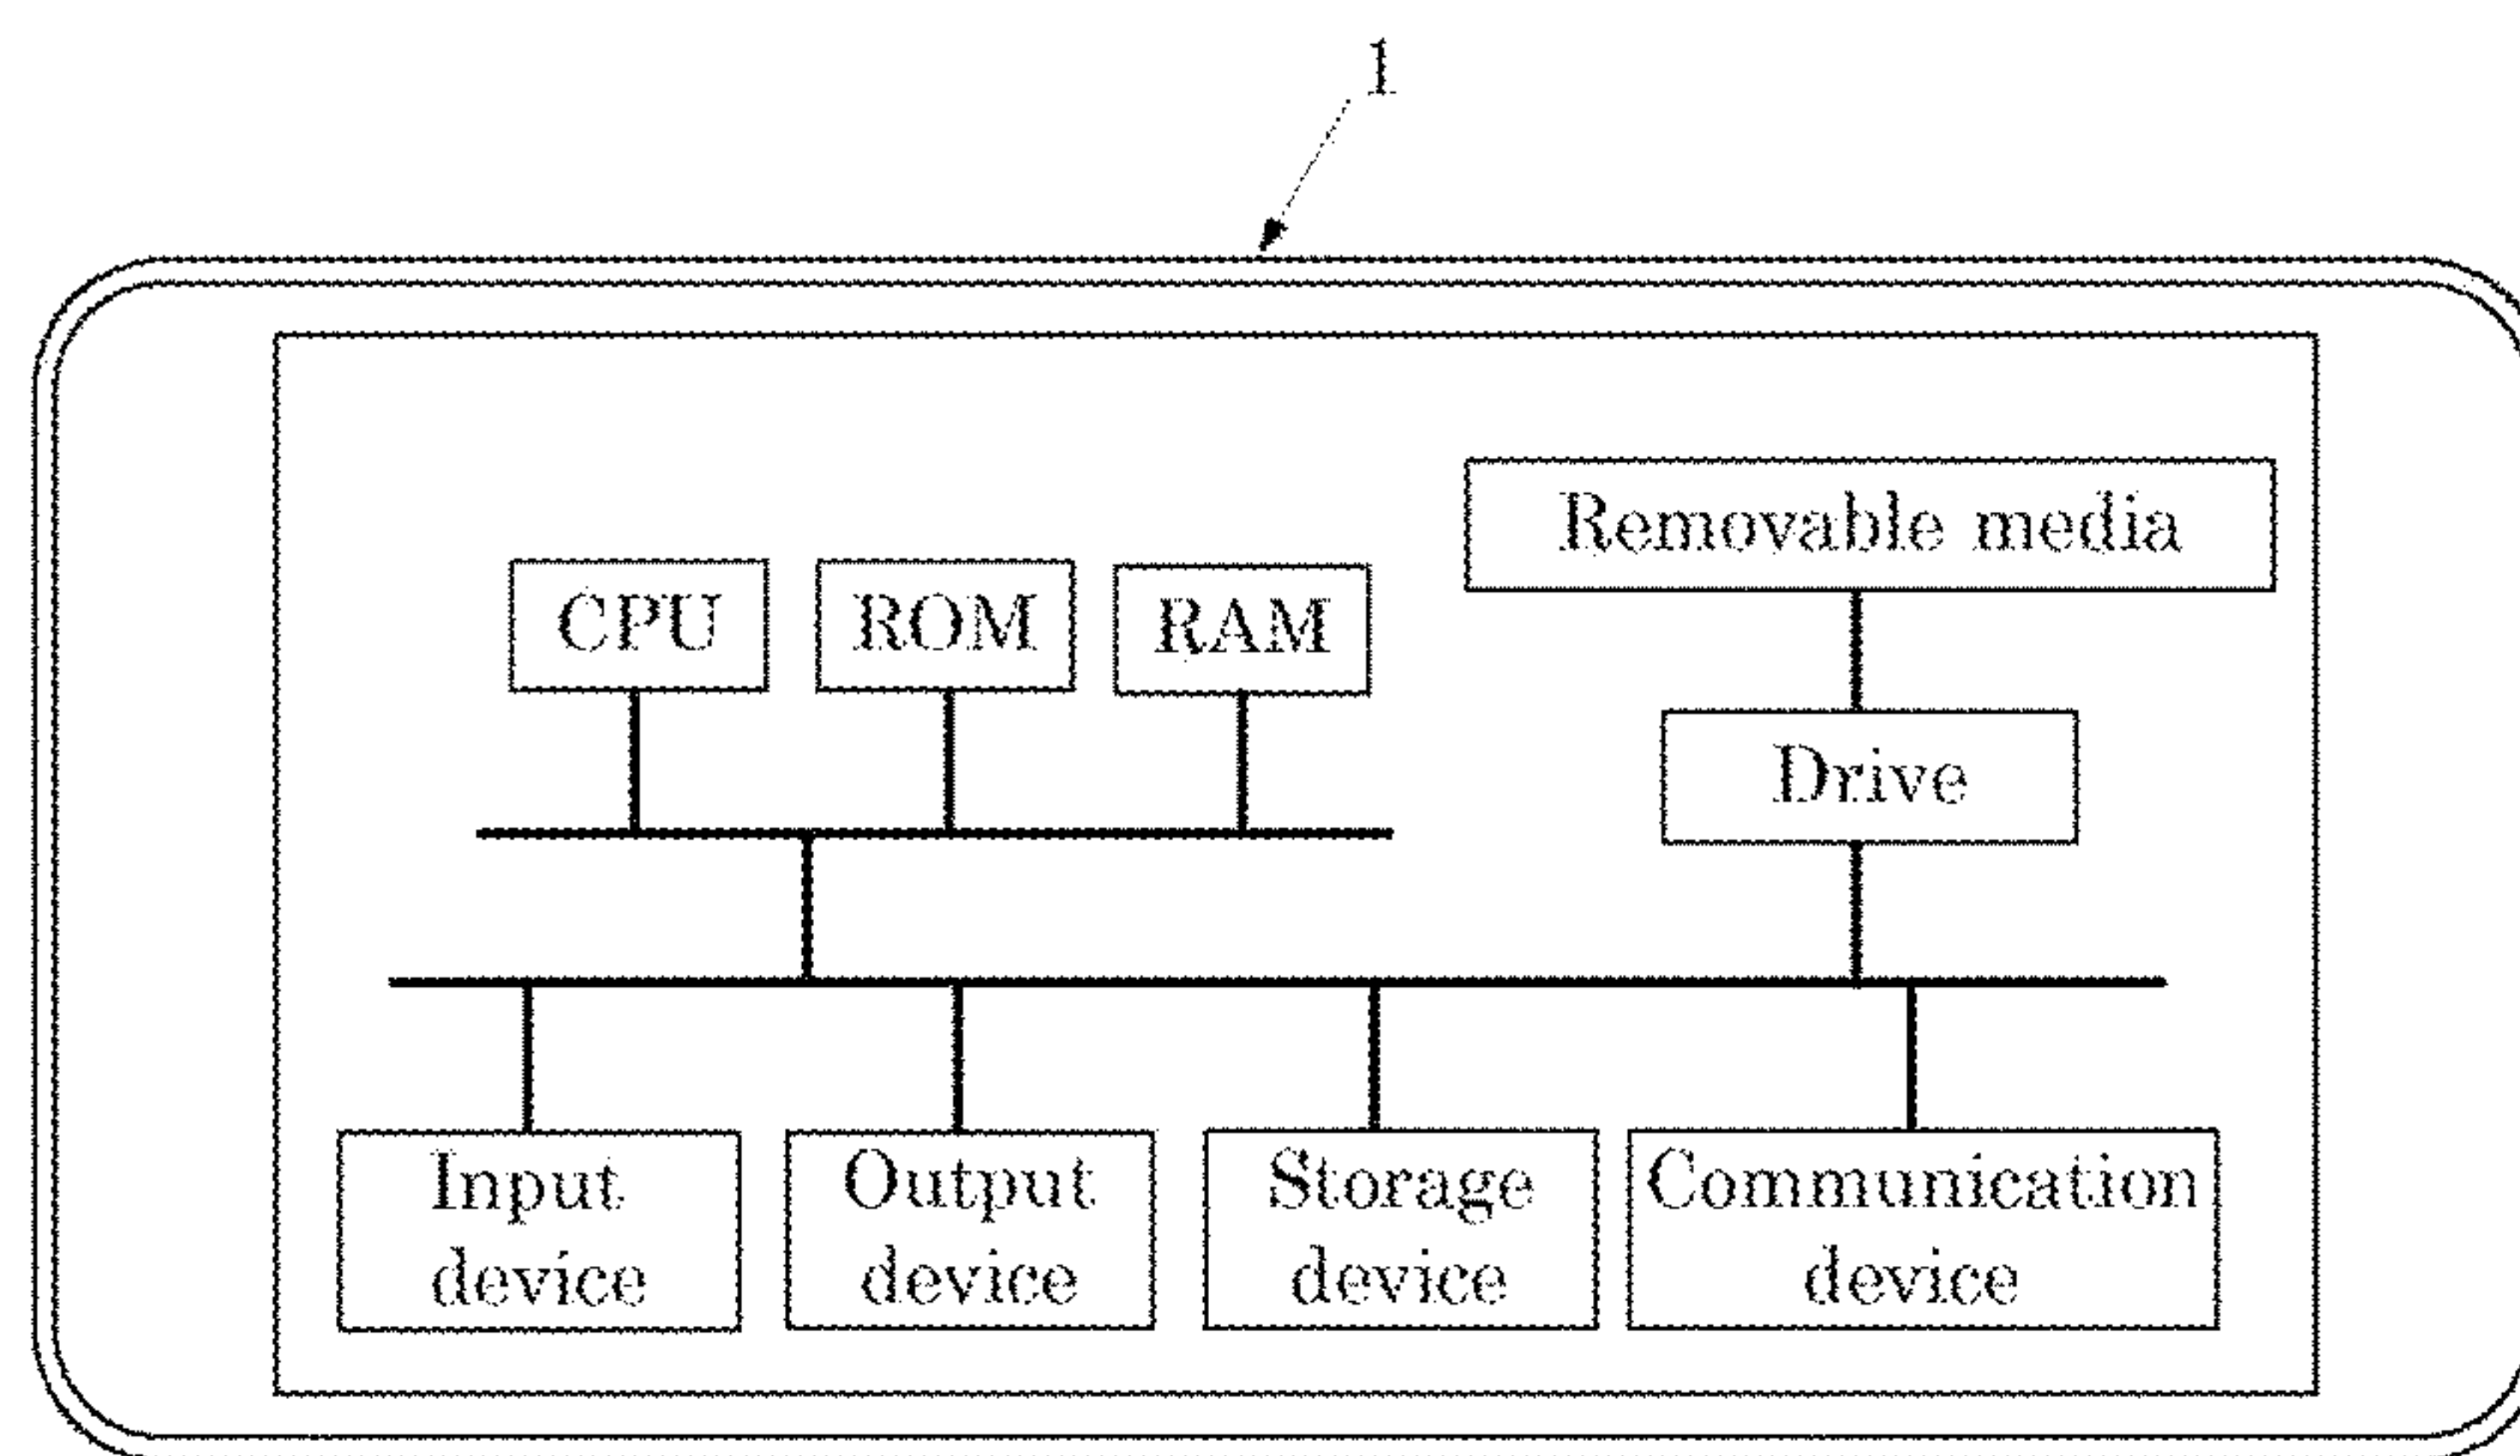 1
Removable media
CPU
ROM
RAM
Drive
Input
device
Output
device
Storage
device
Communication
device